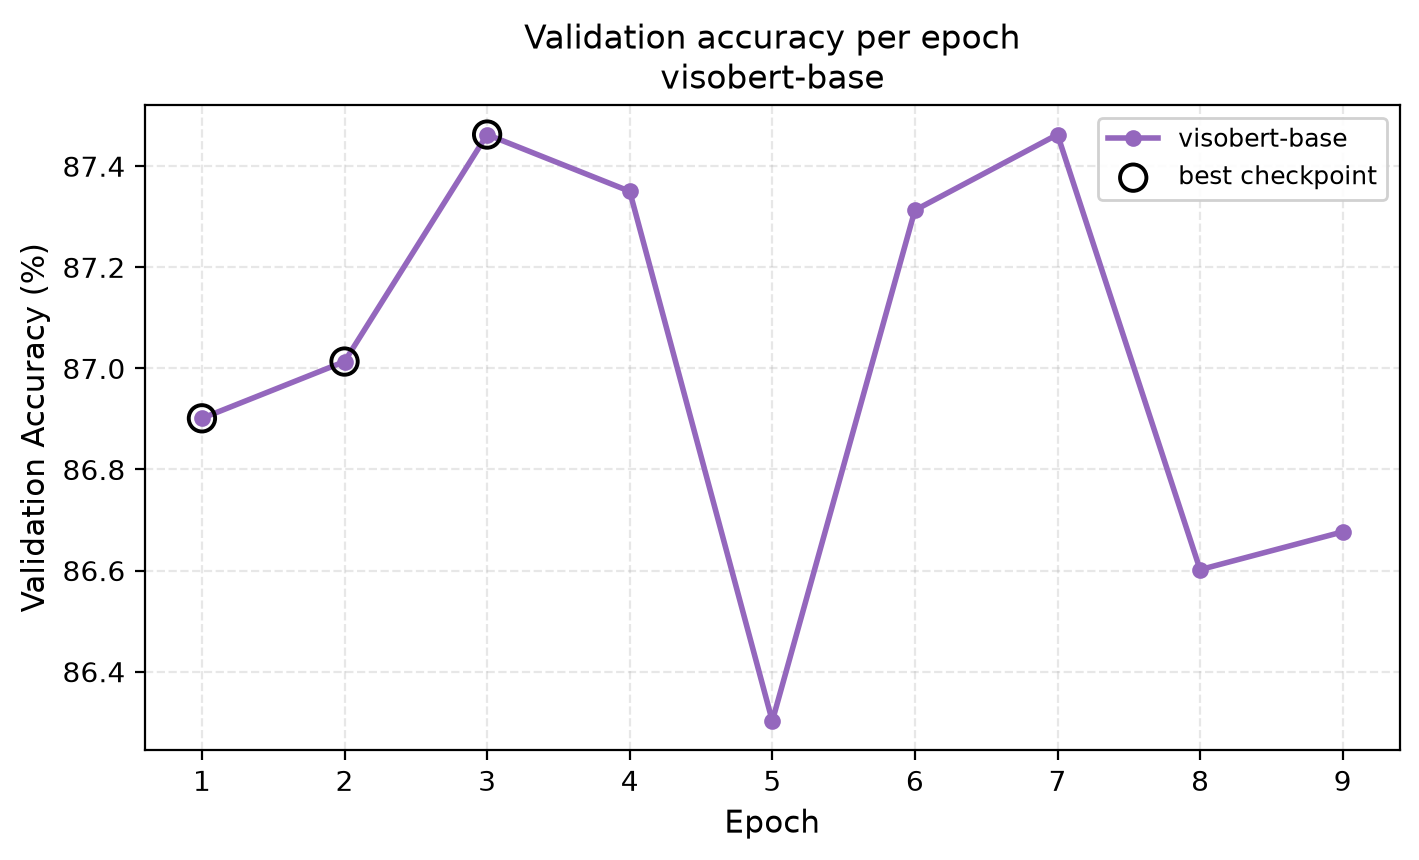 Validation accuracy per epoch
visobert-base
visobert-base
best checkpoint
Validation Accuracy (%)
87.4
87.2
87.0
86.8
86.6
86.4
1 2 3 4 5 6 7 8 9
Epoch